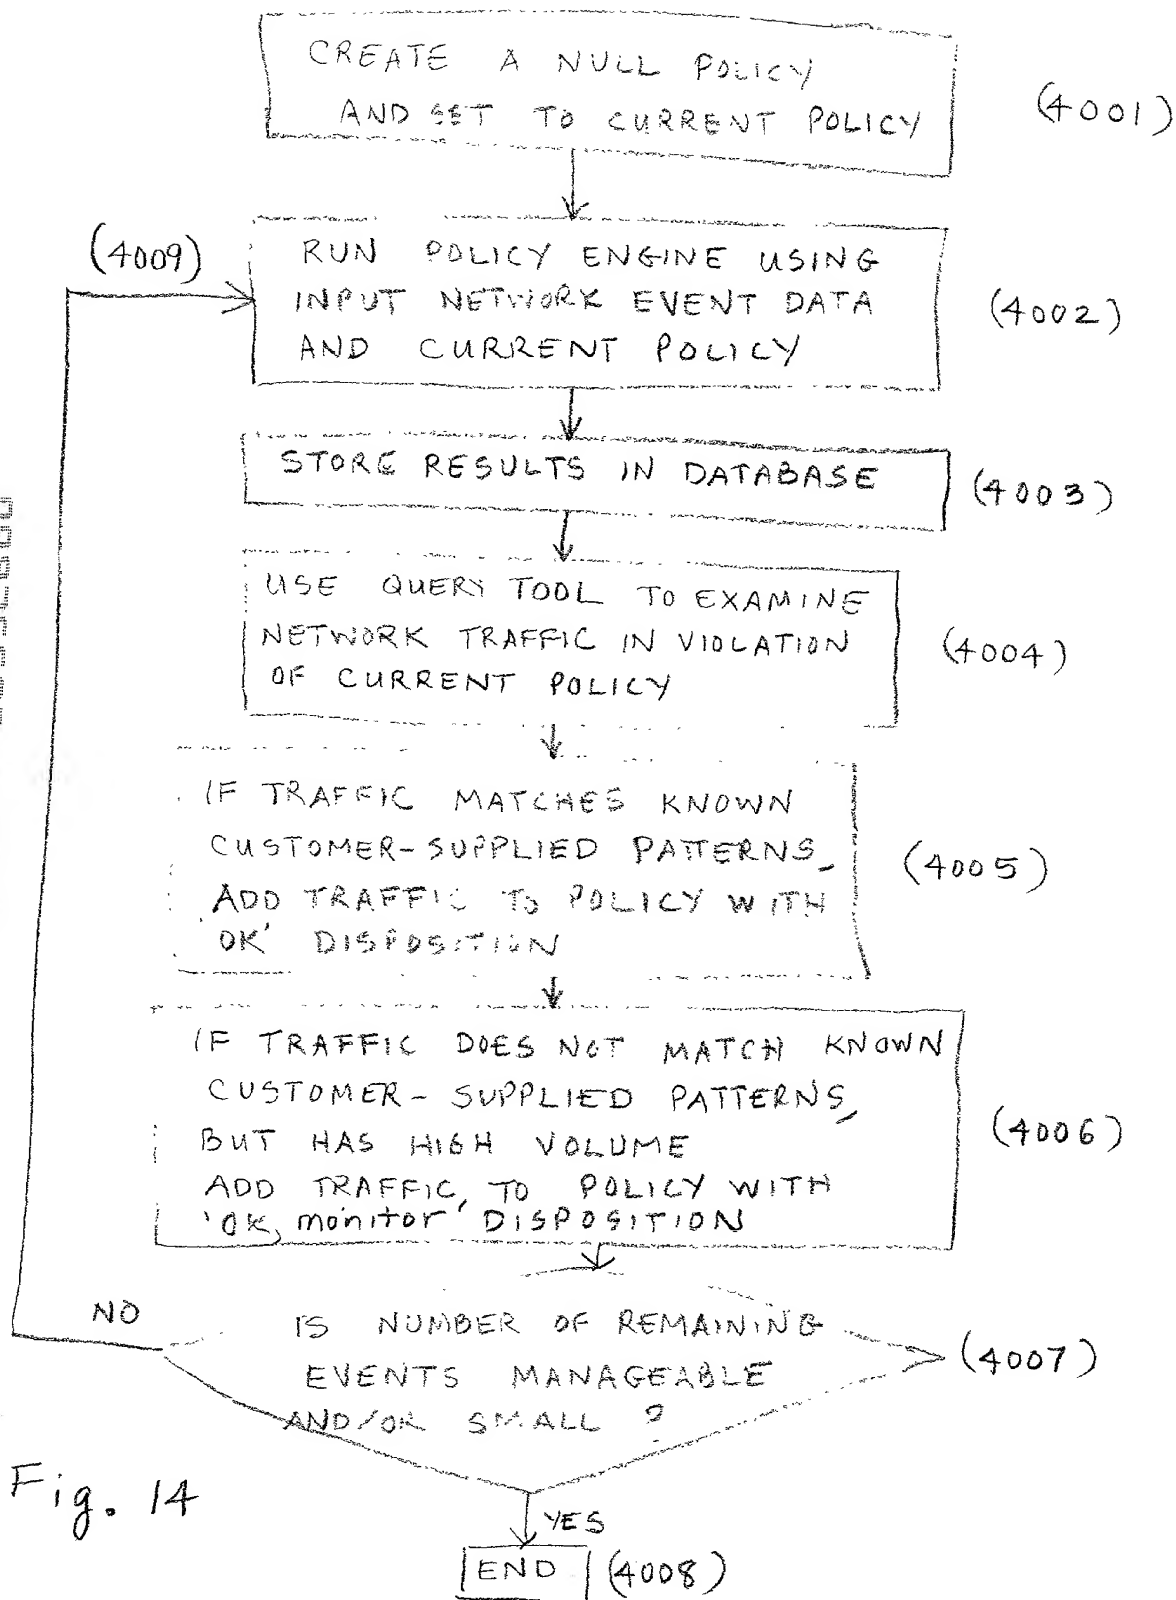 CREATE A NULL POLICY
AND SET TO CURRENT POLICY
(4001)
(4009)
RUN POLICY ENGINE USING
INPUT NETWORK EVENT DATA
AND CURRENT POLICY
(4002)
STORE RESULTS IN DATABASE
(4003)
USE QUERY TOOL TO EXAMINE
NETWORK TRAFFIC IN VIOLATION
OF CURRENT POLICY
(4004)
IF TRAFFIC MATCHES KNOWN
CUSTOMER-SUPPLIED PATTERNS,
ADD TRAFFIC TO POLICY WITH
'OK' DISPOSITION
(4005)
IF TRAFFIC DOES NOT MATCH KNOWN
CUSTOMER-SUPPLIED PATTERNS,
BUT HAS HIGH VOLUME
ADD TRAFFIC, TO POLICY WITH
'OK, monitor' DISPOSITION
(4006)
NO
IS NUMBER OF REMAINING
EVENTS MANAGEABLE
AND/OR SMALL ?
(4007)
Fig. 14
YES
END (4008)